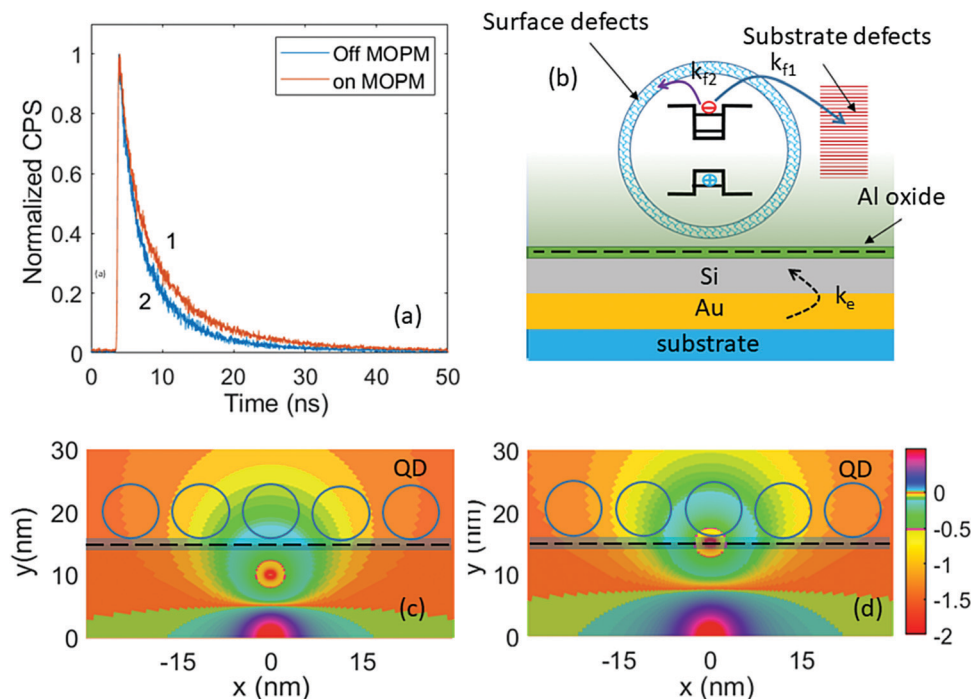 1
0.8
0.6
0.4
0.2
0
Normalized CPS
Off MOPM
on MOPM
1
2
(a)
(a)
0 10 20 30 40 50
Time (ns)
Surface defects
Substrate defects
(b)
kf2
kf1
Al oxide
Si
ke
Au
substrate
30
20
10
0
y(nm)
QD
(c)
-15 0 15
x (nm)
30
20
10
0
y (nm)
QD
(d)
-15 0 15
x (nm)
0
-0.5
-1
-1.5
-2